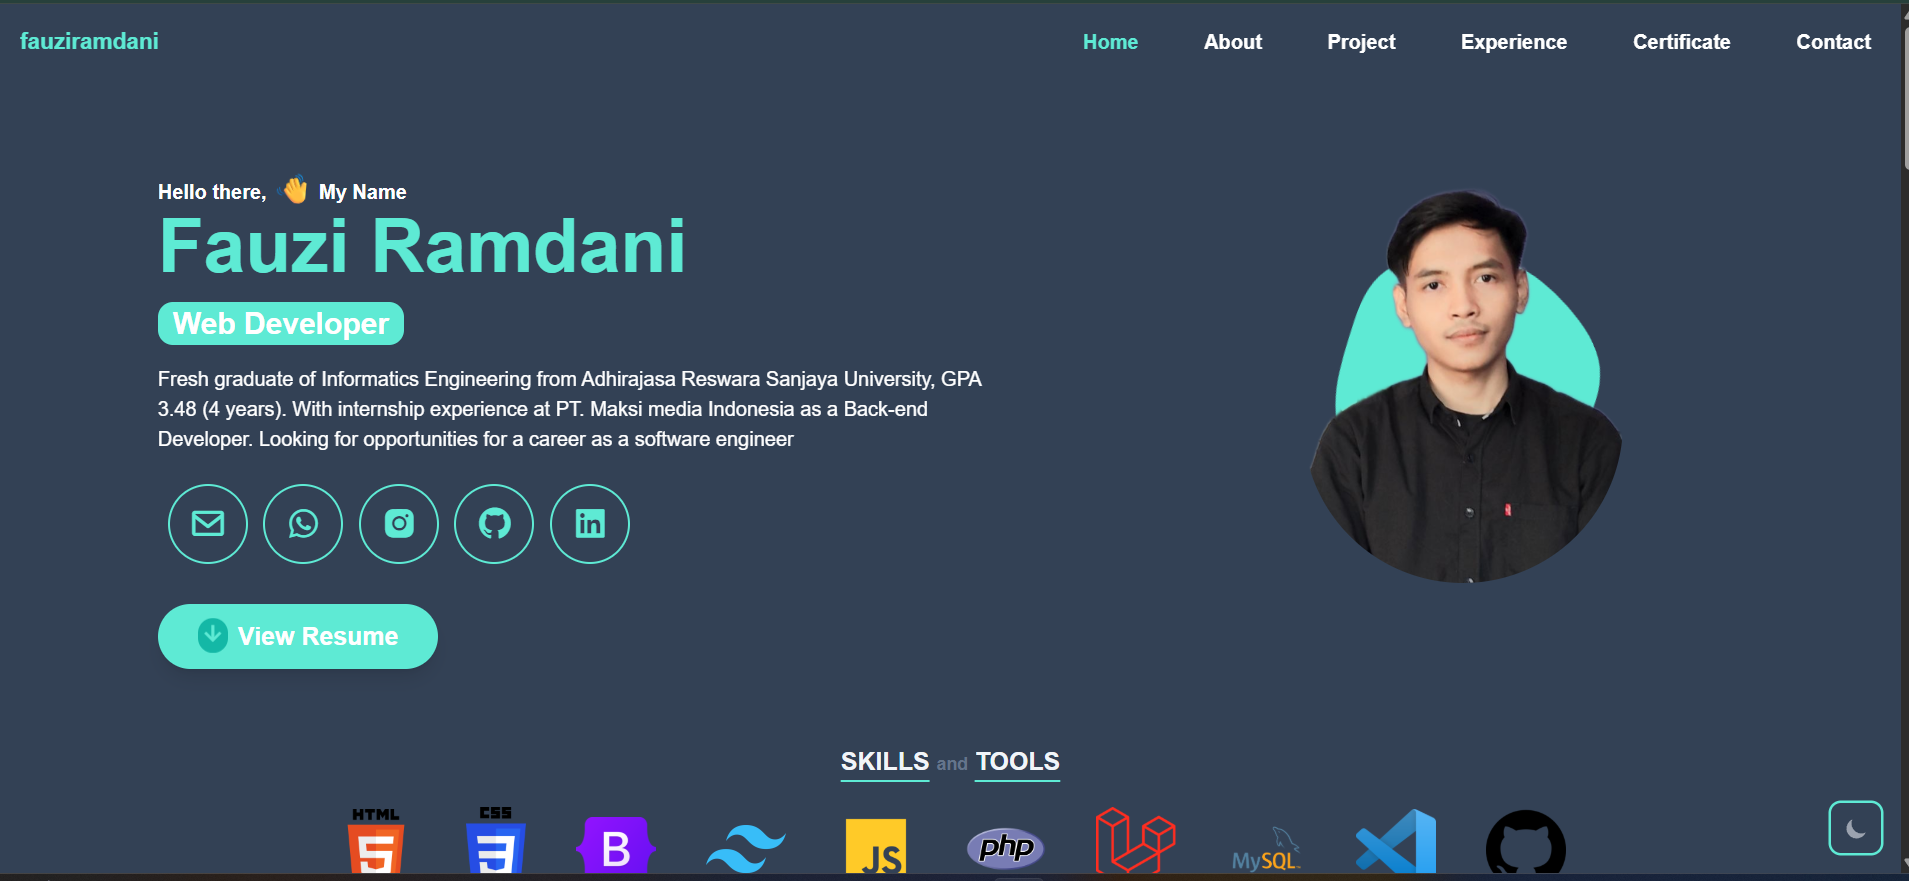 fauziramdani
Home About Project Experience Certificate Contact
Hello there, 👋 My Name
Fauzi Ramdani
Web Developer
Fresh graduate of Informatics Engineering from Adhirajasa Reswara Sanjaya University, GPA
3.48 (4 years). With internship experience at PT. Maksi media Indonesia as a Back-end
Developer. Looking for opportunities for a career as a software engineer
in
View Resume
SKILLS and TOOLS
HTML CSS
5 3 B JS php MySQL